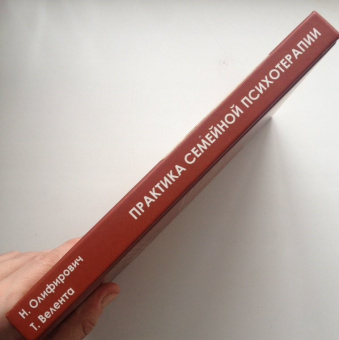 Н. Олифирович
Т. Велента
ПРАКТИКА СЕМЕЙНОЙ ПСИХОТЕРАПИИ